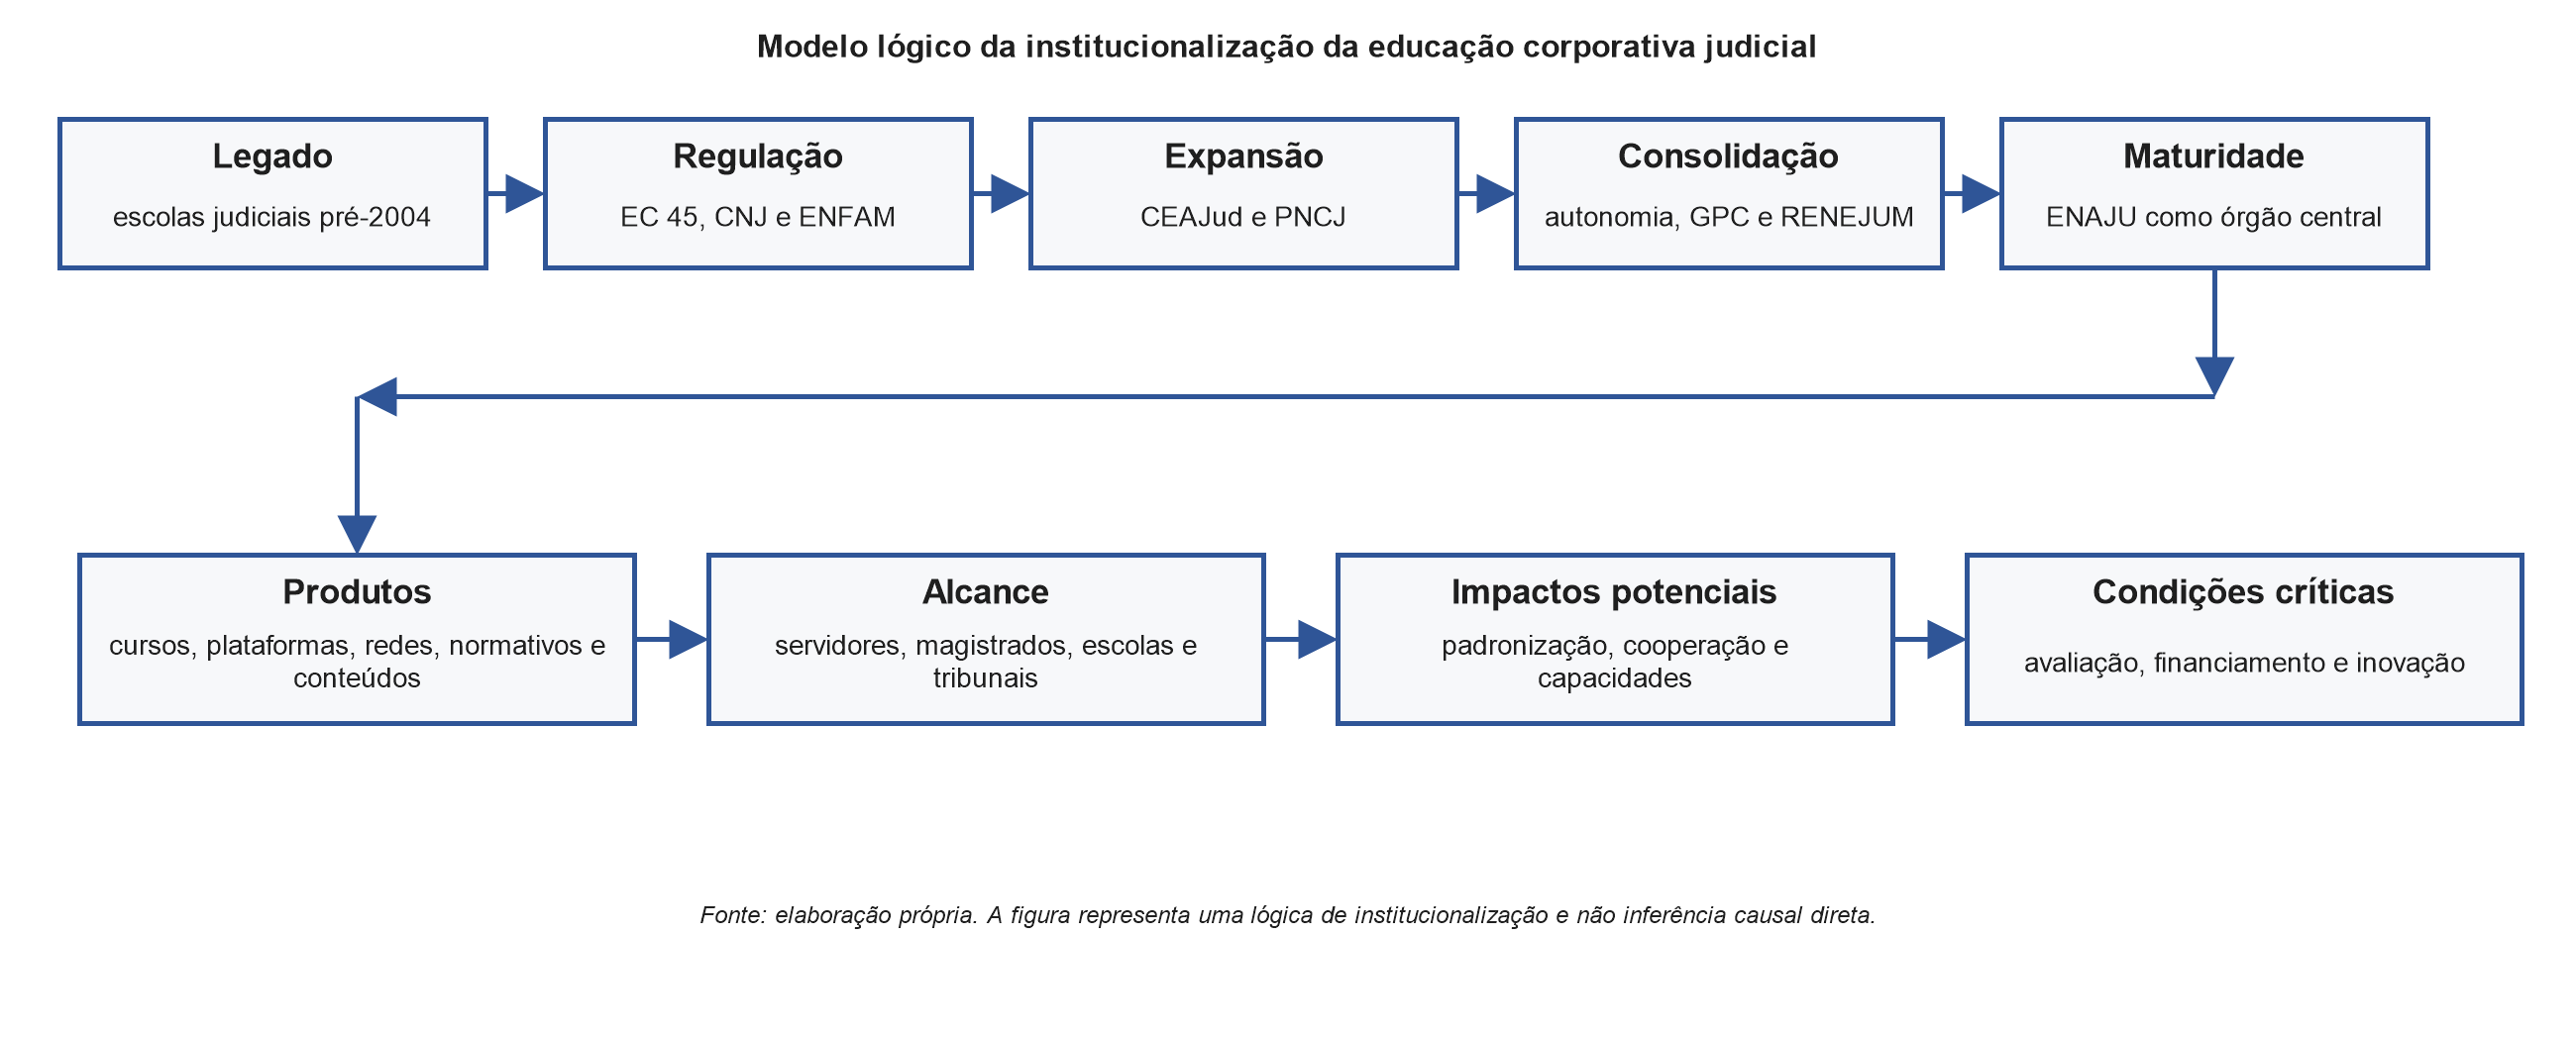 Modelo lógico da institucionalização da educação corporativa judicial
Legado
escolas judiciais pré-2004
Regulação
EC 45, CNJ e ENFAM
Expansão
CEAJud e PNCJ
Consolidação
autonomia, GPC e RENEJUM
Maturidade
ENAJU como órgão central
Produtos
cursos, plataformas, redes, normativos e
conteúdos
Alcance
servidores, magistrados, escolas e
tribunais
Impactos potenciais
padronização, cooperação e
capacidades
Condições críticas
avaliação, financiamento e inovação
Fonte: elaboração própria. A figura representa uma lógica de institucionalização e não inferência causal direta.